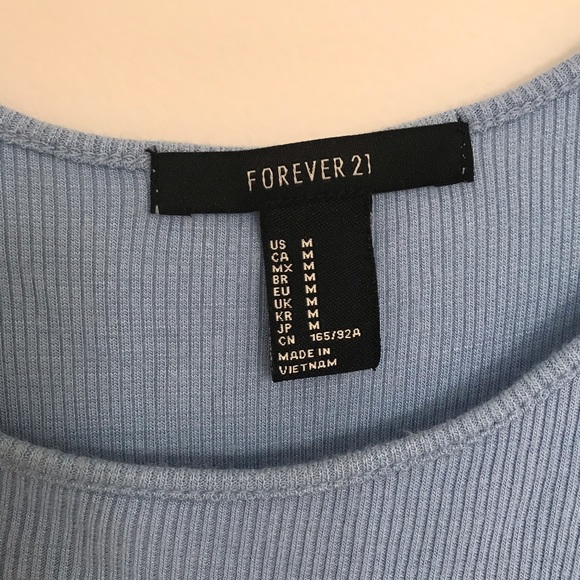 FOREVER 21
US M
CA M
MX M
BR M
EU M
UK M
KR M
JP M
CN 165/92A
MADE IN
VIETNAM